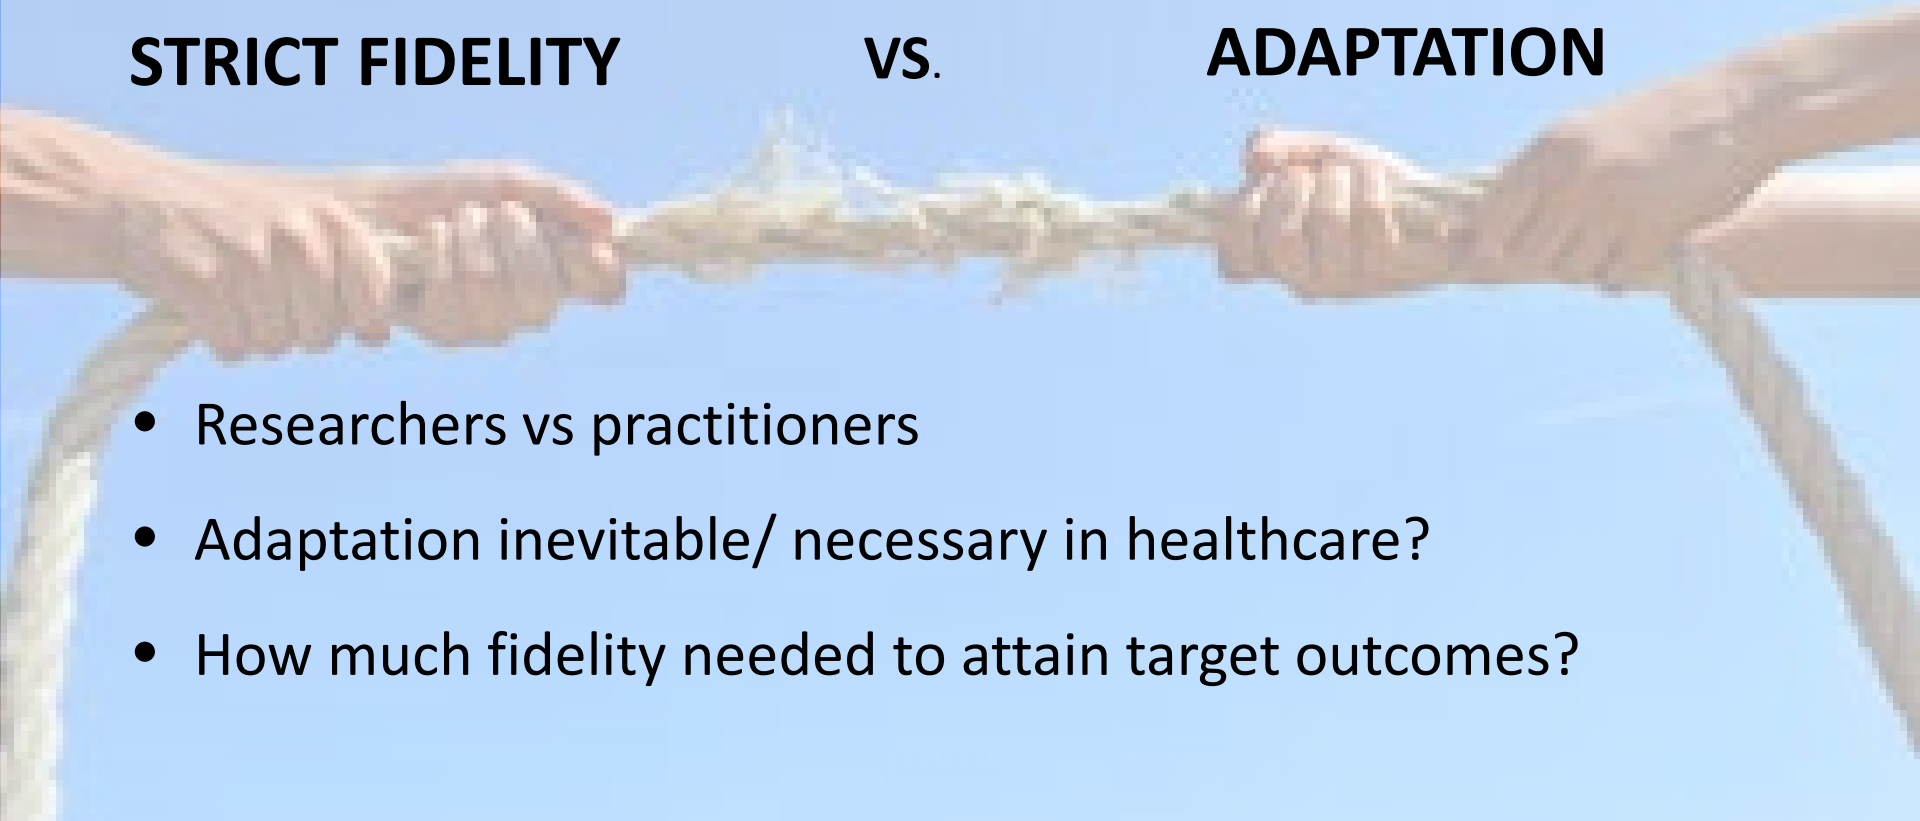 STRICT FIDELITY VS. ADAPTATION
• Researchers vs practitioners
• Adaptation inevitable/ necessary in healthcare?
• How much fidelity needed to attain target outcomes?